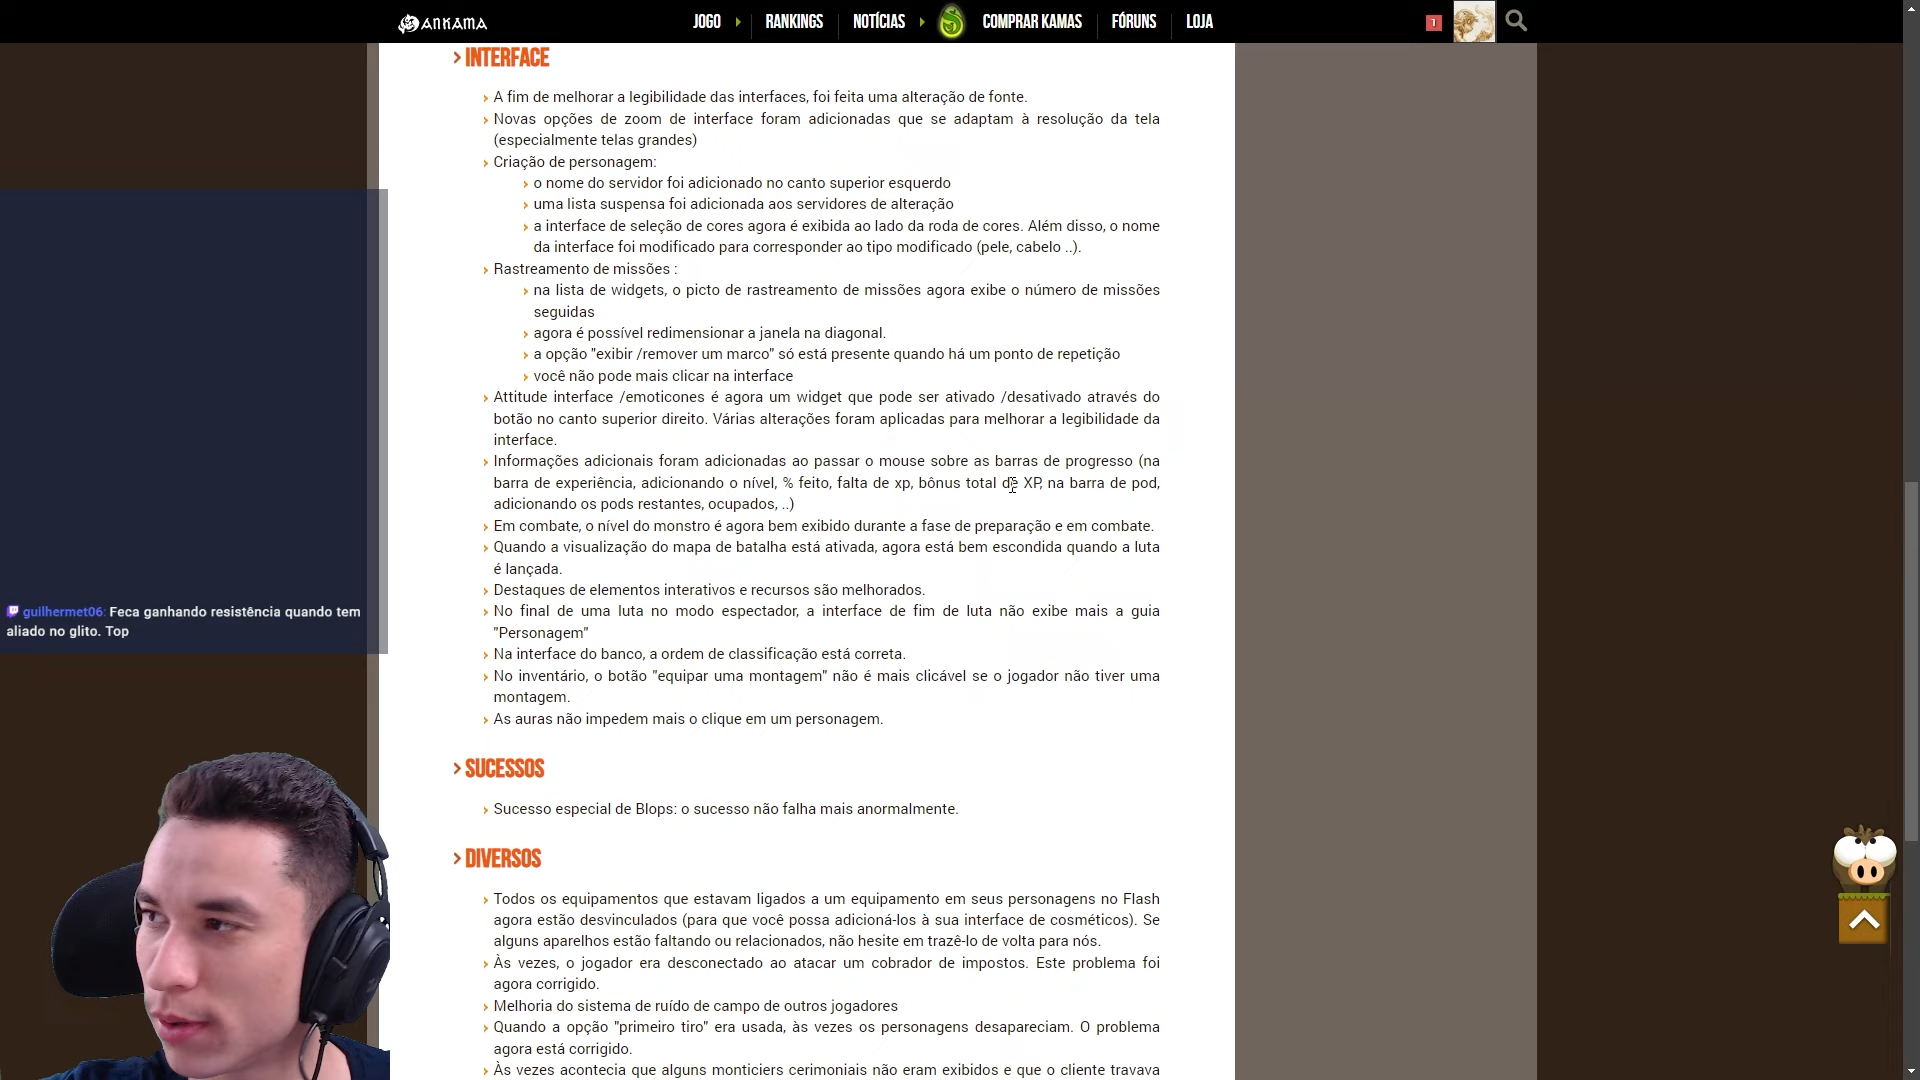 ANKAMA
JOGO
RANKINGS
NOTÍCIAS
COMPRAR KAMAS
FÓRUNS
LOJA
1
INTERFACE
A fim de melhorar a legibilidade das interfaces, foi feita uma alteração de fonte.
Novas opções de zoom de interface foram adicionadas que se adaptam à resolução da tela
(especialmente telas grandes)
Criação de personagem:
o nome do servidor foi adicionado no canto superior esquerdo
uma lista suspensa foi adicionada aos servidores de alteração
a interface de seleção de cores agora é exibida ao lado da roda de cores. Além disso, o nome
da interface foi modificado para corresponder ao tipo modificado (pele, cabelo ..).
Rastreamento de missões :
na lista de widgets, o picto de rastreamento de missões agora exibe o número de missões
seguidas
agora é possível redimensionar a janela na diagonal.
a opção "exibir /remover um marco" só está presente quando há um ponto de repetição
você não pode mais clicar na interface
Attitude interface /emoticones é agora um widget que pode ser ativado /desativado através do
botão no canto superior direito. Várias alterações foram aplicadas para melhorar a legibilidade da
interface.
Informações adicionais foram adicionadas ao passar o mouse sobre as barras de progresso (na
barra de experiência, adicionando o nível, % feito, falta de xp, bônus total de XP, na barra de pod,
adicionando os pods restantes, ocupados, ..)
Em combate, o nível do monstro é agora bem exibido durante a fase de preparação e em combate.
Quando a visualização do mapa de batalha está ativada, agora está bem escondida quando a luta
é lançada.
Destaques de elementos interativos e recursos são melhorados.
No final de uma luta no modo espectador, a interface de fim de luta não exibe mais a guia
"Personagem"
Na interface do banco, a ordem de classificação está correta.
No inventário, o botão "equipar uma montagem" não é mais clicável se o jogador não tiver uma
montagem.
As auras não impedem mais o clique em um personagem.
guilhermet06: Feca ganhando resistência quando tem
aliado no glito. Top
SUCESSOS
Sucesso especial de Blops: o sucesso não falha mais anormalmente.
DIVERSOS
Todos os equipamentos que estavam ligados a um equipamento em seus personagens no Flash
agora estão desvinculados (para que você possa adicioná-los à sua interface de cosméticos). Se
alguns aparelhos estão faltando ou relacionados, não hesite em trazê-lo de volta para nós.
Às vezes, o jogador era desconectado ao atacar um cobrador de impostos. Este problema foi
agora corrigido.
Melhoria do sistema de ruído de campo de outros jogadores
Quando a opção "primeiro tiro" era usada, às vezes os personagens desapareciam. O problema
agora está corrigido.
Às vezes acontecia que alguns monticiers cerimoniais não eram exibidos e que o cliente travava